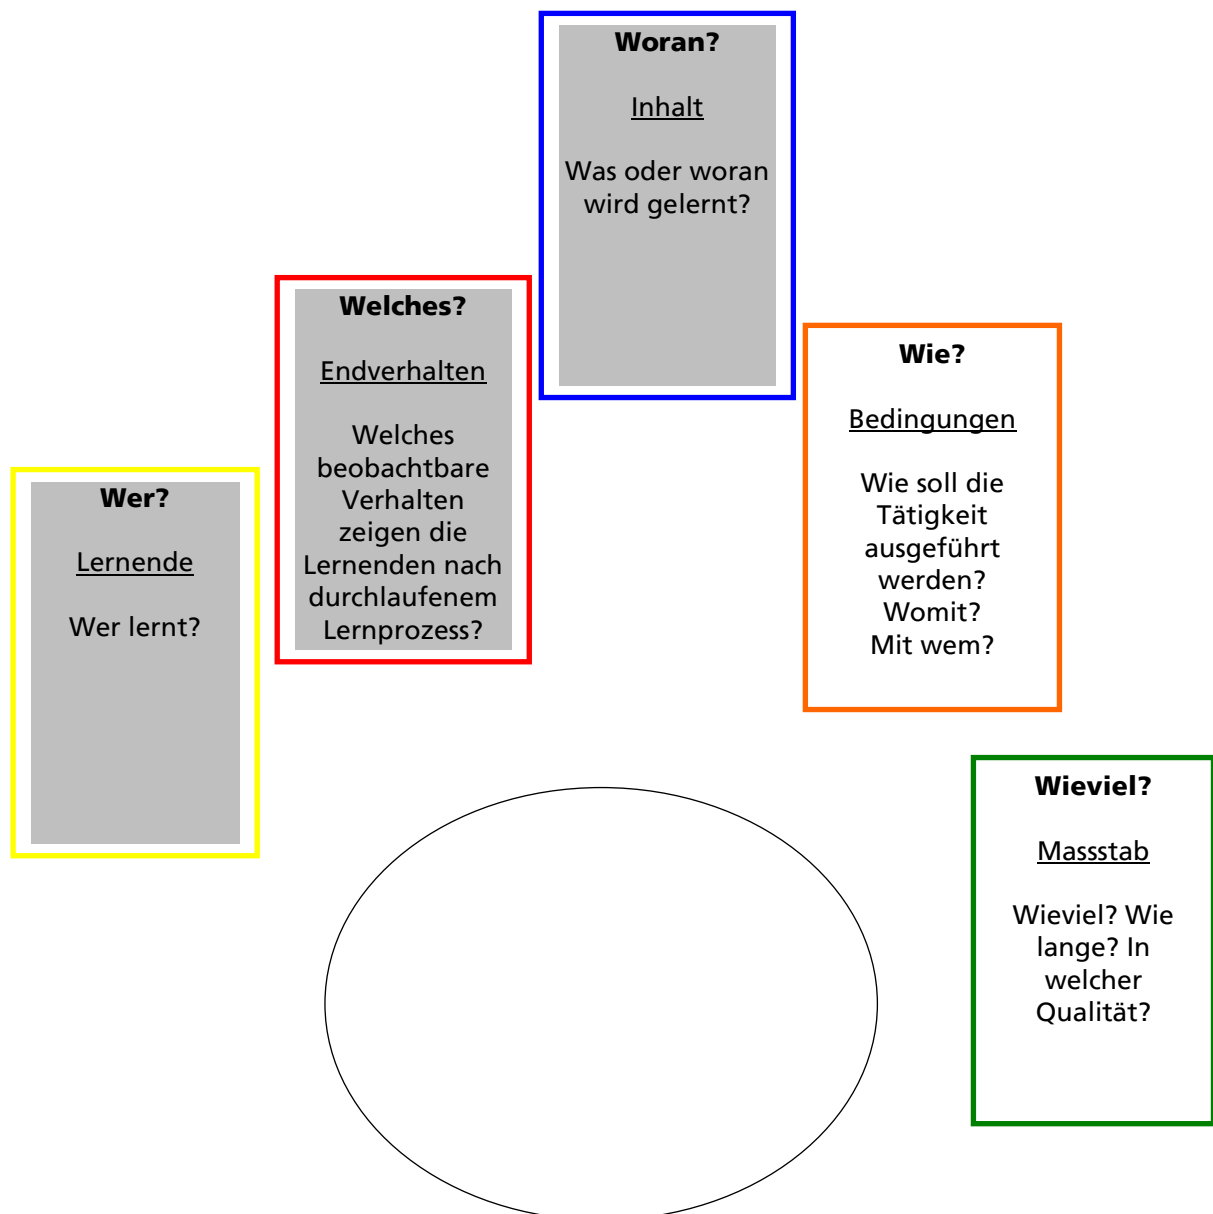 Wer?
Lernende
Wer lernt?
Welches?
Endverhalten
Welches
beobachtbare
Verhalten
zeigen die
Lernenden nach
durchlaufenem
Lernprozess?
Woran?
Inhalt
Was oder woran
wird gelernt?
Wie?
Bedingungen
Wie soll die
Tätigkeit
ausgeführt
werden?
Womit?
Mit wem?
Wieviel?
Massstab
Wieviel? Wie
lange? In
welcher
Qualität?